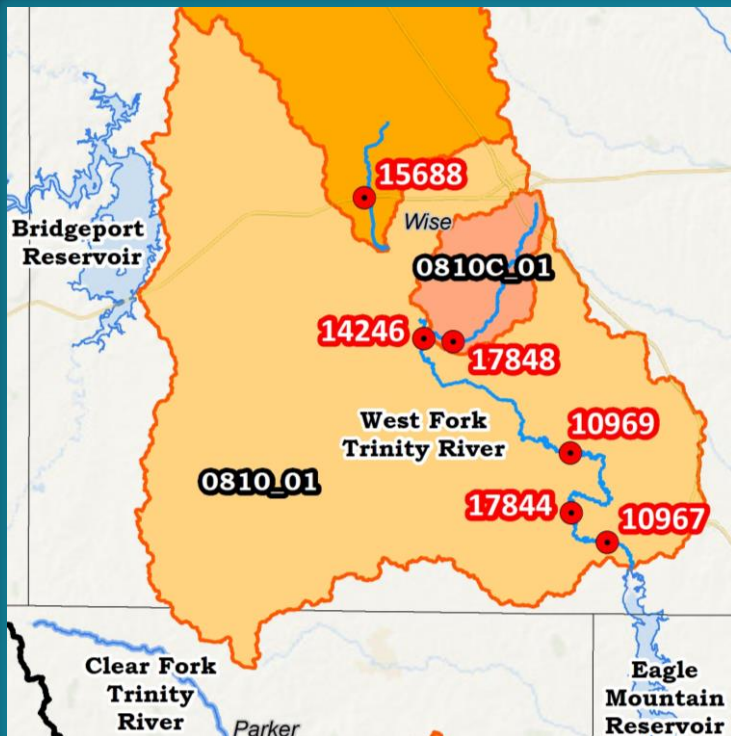 15688
Wise
Bridgeport
Reservoir
0810C_01
14246
17848
West Fork
Trinity River
10969
0810_01
17844
10967
Clear Fork
Trinity
River
Parker
Eagle
Mountain
Reservoir